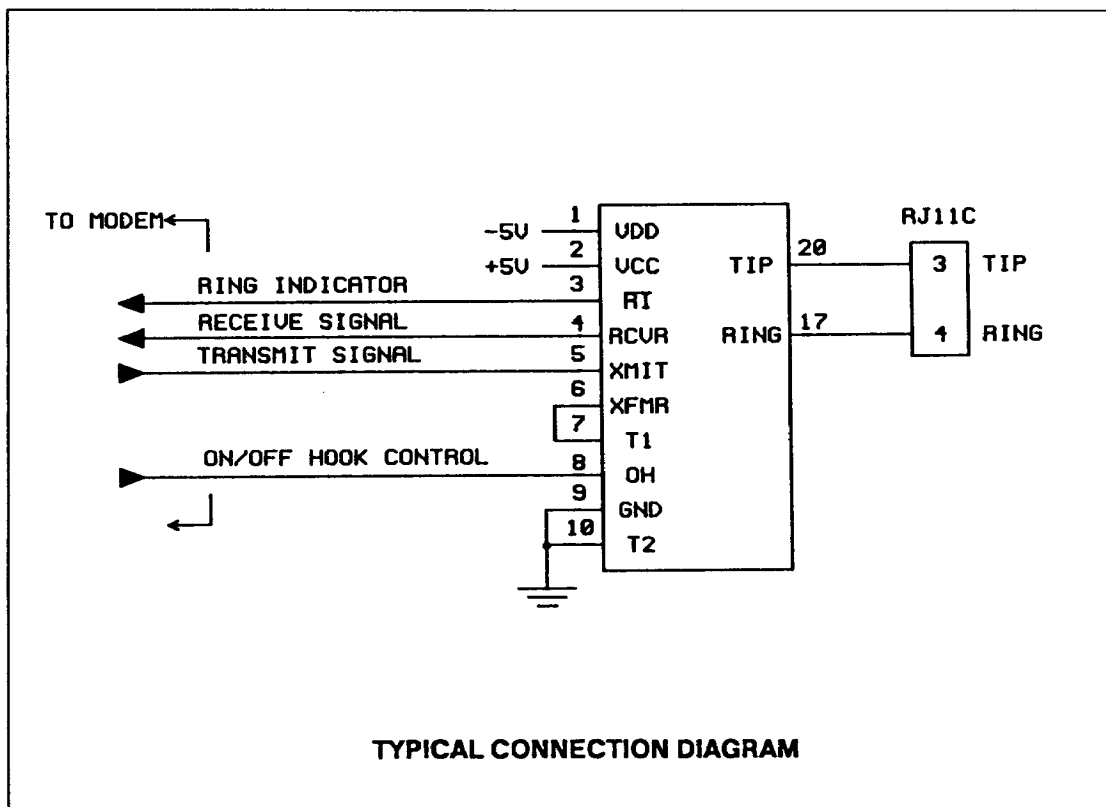 TO MODEM
RING INDICATOR
RECEIVE SIGNAL
TRANSMIT SIGNAL
ON/OFF HOOK CONTROL
-5V
+5V
1 VDD
2 VCC
3 RI
4 RCVR
5 XMIT
6 XFMR
7 T1
8 OH
9 GND
10 T2
TIP 20
RING 17
RJ11C
3 TIP
4 RING
TYPICAL CONNECTION DIAGRAM